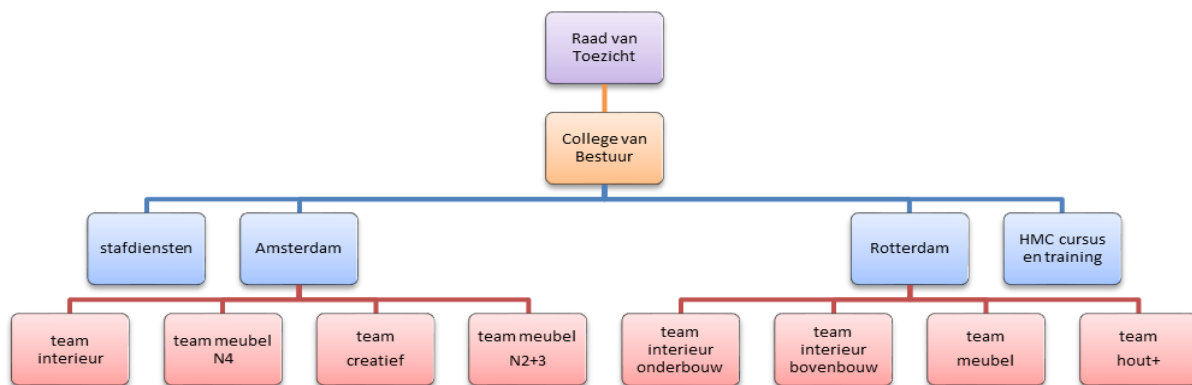 Raad van
Toezicht
College van
Bestuur
stafdiensten
Amsterdam
Rotterdam
HMC cursus
en training
team
interieur
team meubel
N4
team
creatief
team meubel
N2+3
team
interieur
onderbouw
team
interieur
bovenbouw
team
meubel
team
hout+